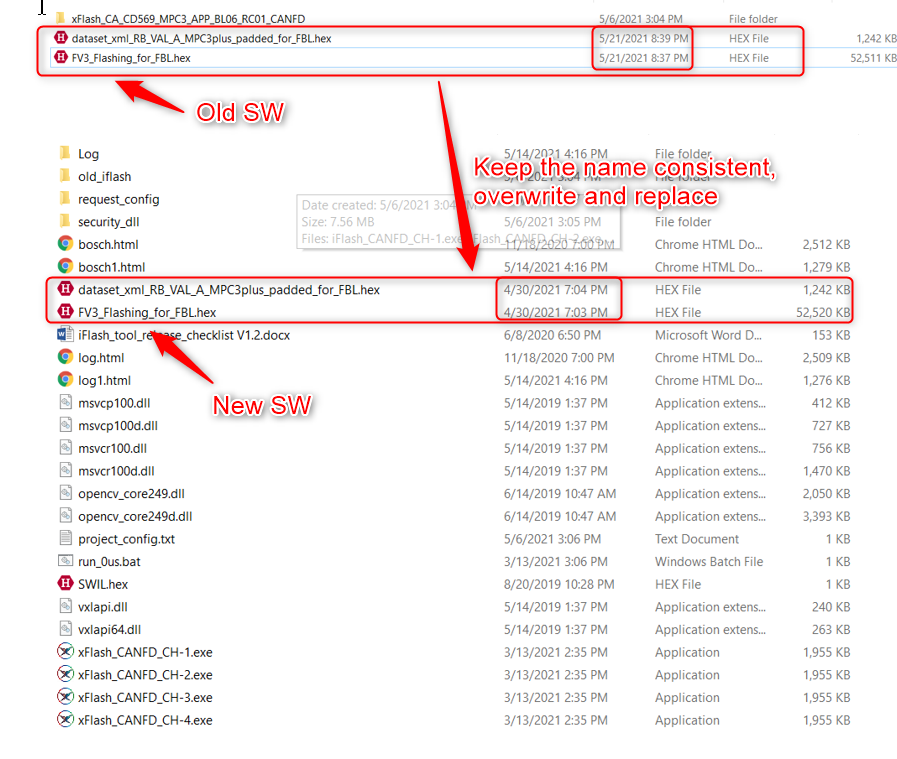 xFlash_CA_CD569_MPC3_APP_BL06_RC01_CANFD 5/6/2021 3:04 PM File folder
dataset_xml_RB_VAL_A_MPC3plus_padded_for_FBL.hex 5/21/2021 8:39 PM HEX File 1,242 KB
FV3_Flashing_for_FBL.hex 5/21/2021 8:37 PM HEX File 52,511 KB
Old SW
Log 5/14/2021 4:16 PM File folder
Keep the name consistent,
old_iflash 3:04 PM
overwrite and replace
request_config
Date created: 5/6/2021 3:04
security_dll 5/6/2021 3:05 PM File folder
Size: 7.56 MB
Files: iFlash_CANFD_CH-1.exe, iFlash_CANFD_CH-2.exe, ...
bosch.html 11/18/2020 7:00 PM Chrome HTML Do... 2,512 KB
bosch1.html 5/14/2021 4:16 PM Chrome HTML Do... 1,279 KB
dataset_xml_RB_VAL_A_MPC3plus_padded_for_FBL.hex 4/30/2021 7:04 PM HEX File 1,242 KB
FV3_Flashing_for_FBL.hex 4/30/2021 7:03 PM HEX File 52,520 KB
iFlash_tool_release_checklist V1.2.docx 6/8/2020 6:50 PM Microsoft Word D... 153 KB
log.html 11/18/2020 7:00 PM Chrome HTML Do... 2,509 KB
log1.html 5/14/2021 4:16 PM Chrome HTML Do... 1,276 KB
New SW
msvcp100.dll 5/14/2019 1:37 PM Application extens... 412 KB
msvcp100d.dll 5/14/2019 1:37 PM Application extens... 727 KB
msvcr100.dll 5/14/2019 1:37 PM Application extens... 756 KB
msvcr100d.dll 5/14/2019 1:37 PM Application extens... 1,470 KB
opencv_core249.dll 6/14/2019 10:47 AM Application extens... 2,050 KB
opencv_core249d.dll 6/14/2019 10:47 AM Application extens... 3,393 KB
project_config.txt 5/6/2021 3:06 PM Text Document 1 KB
run_0us.bat 3/13/2021 3:06 PM Windows Batch File 1 KB
SWIL.hex 8/20/2019 10:28 PM HEX File 1 KB
vxlapi.dll 5/14/2019 1:37 PM Application extens... 240 KB
vxlapi64.dll 5/14/2019 1:37 PM Application extens... 263 KB
xFlash_CANFD_CH-1.exe 3/13/2021 2:35 PM Application 1,955 KB
xFlash_CANFD_CH-2.exe 3/13/2021 2:35 PM Application 1,955 KB
xFlash_CANFD_CH-3.exe 3/13/2021 2:35 PM Application 1,955 KB
xFlash_CANFD_CH-4.exe 3/13/2021 2:35 PM Application 1,955 KB